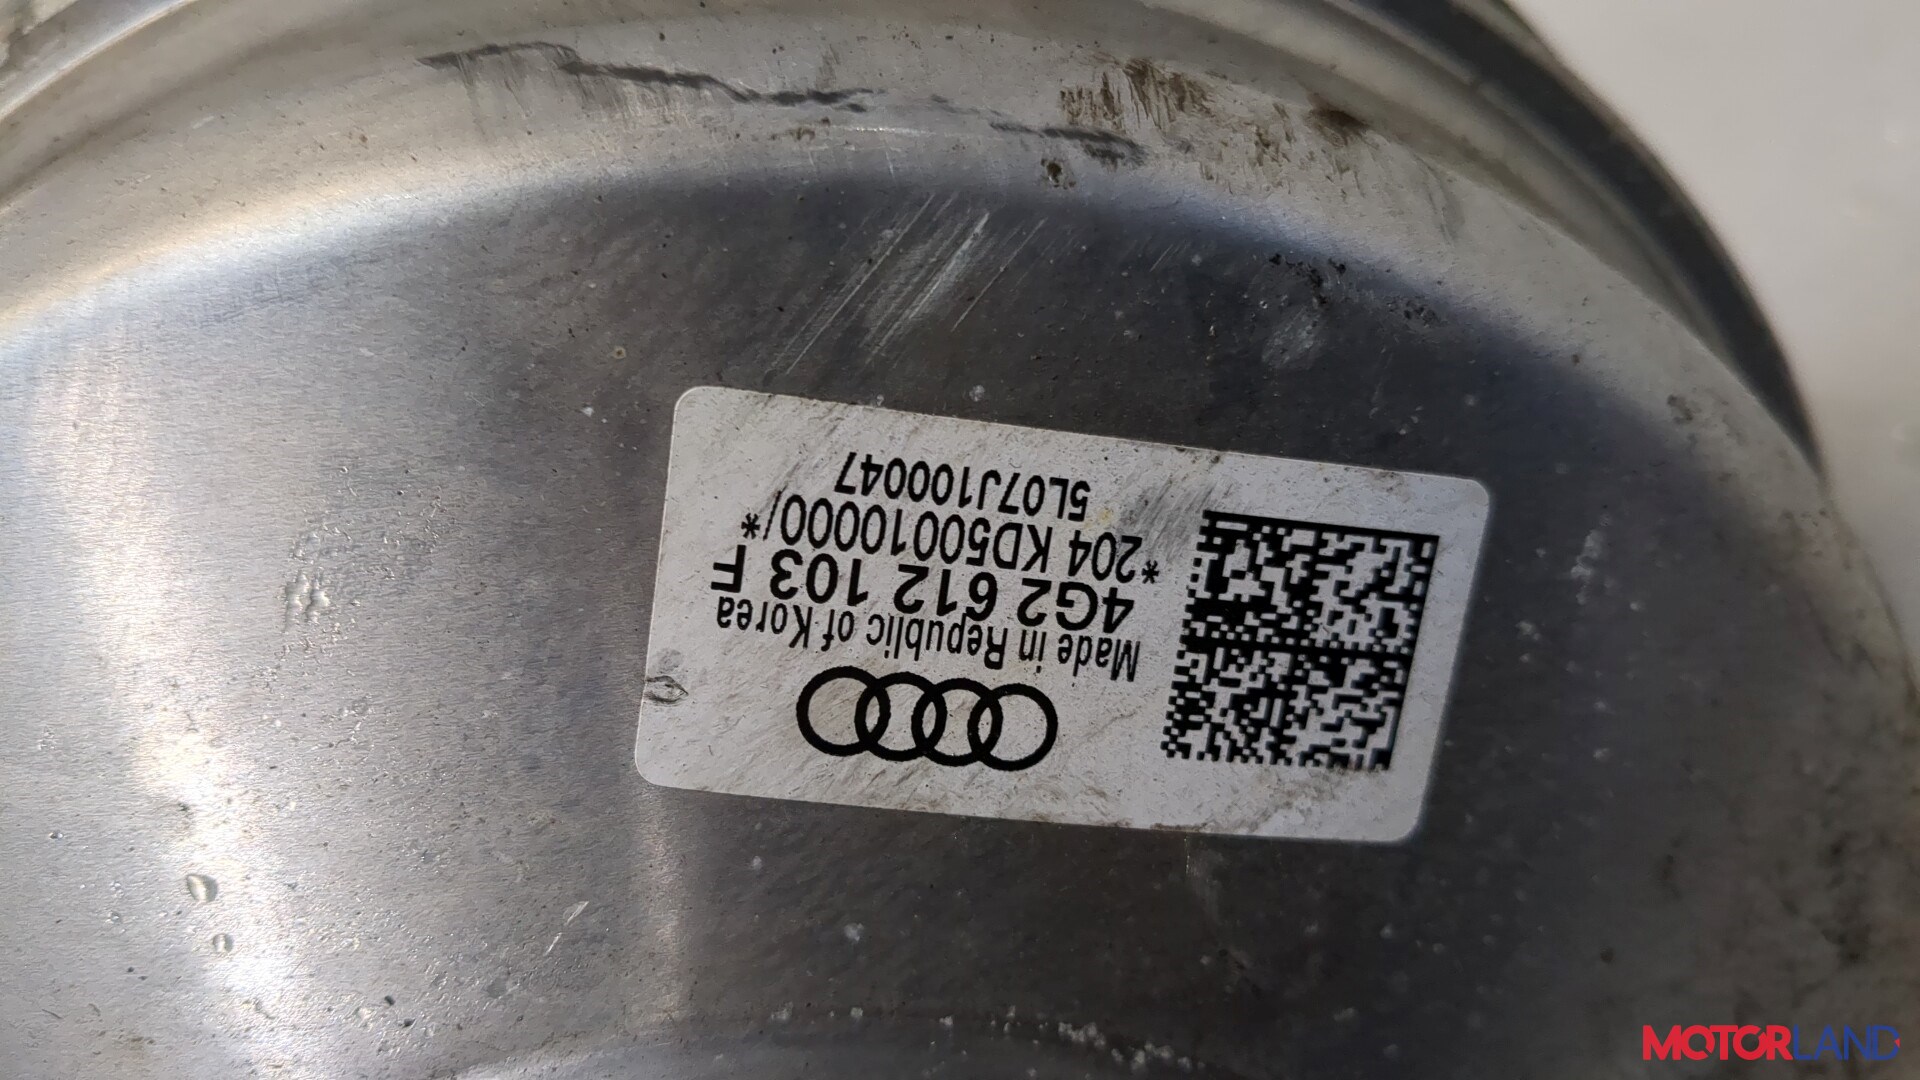 Made in Republic of Korea
4G2 612 103 F
*204 KD50010000/*
5L07J100047
MOTORLAND